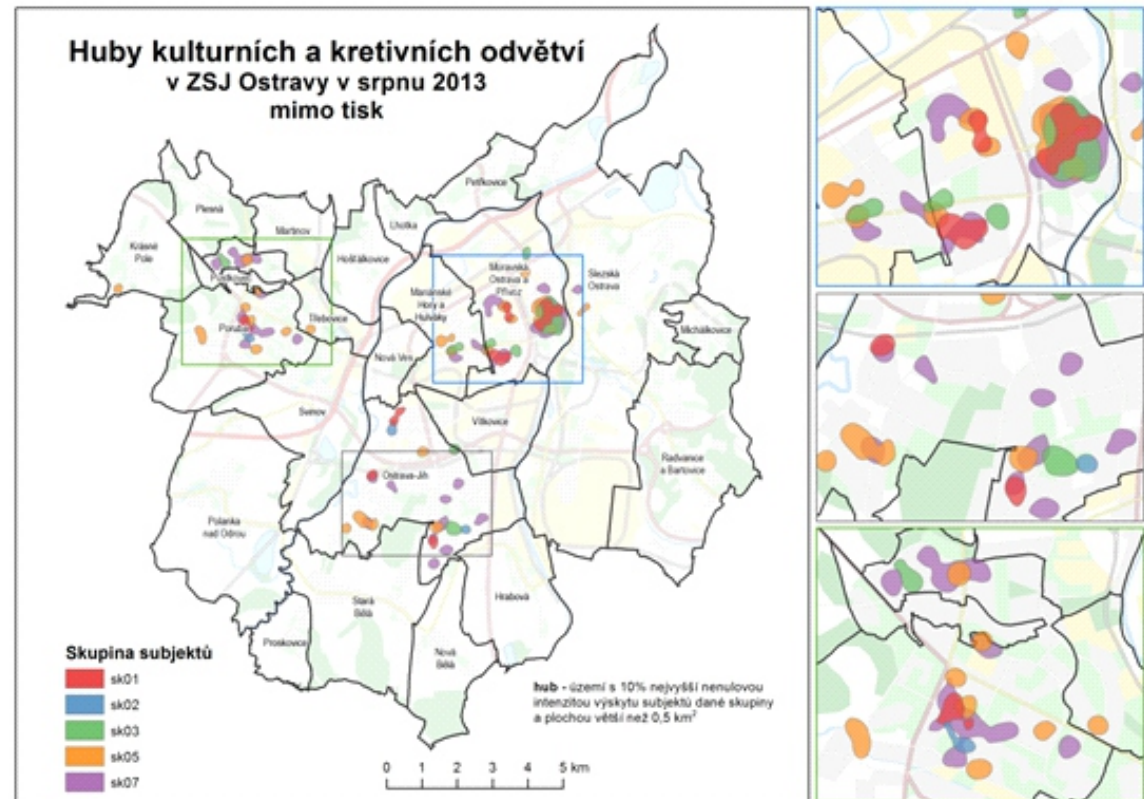 Huby kulturních a kretivních odvětví
v ZSJ Ostravy v srpnu 2013
mimo tisk
Petřkovice
Plesná
Martinov
Lhotka
Krásné
Pole
Hošťálkovice
Moravská
Ostrava a
Přívoz
Slezská
Ostrava
Mariánské
Hory a
Hulváky
Třebovice
Poruba
Michálkovice
Nová Ves
Svinov
Vítkovice
Radvanice
a Bartovice
Ostrava-Jih
Polanka
nad Odrou
Stará
Bělá
Hrabová
Proskovice
Nová
Bělá
Skupina subjektů
sk01
sk02
sk03
sk05
sk07
hub - území s 10% nejvyšší nenulovou
intenzitou výskytu subjektů dané skupiny
a plochou větší než 0,5 km²
0 1 2 3 4 5 km